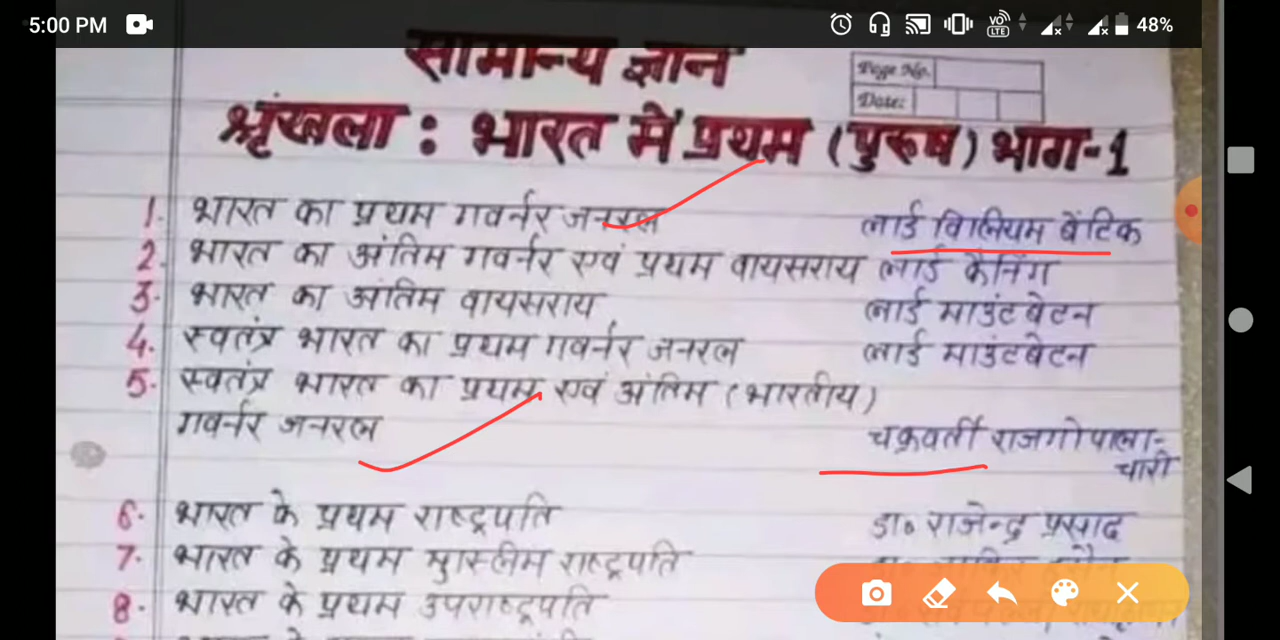 5:00 PM
VO LTE
48%
सामान्य ज्ञान
Page No.
Date:
श्रृंखला : भारत में प्रथम (पुरुष) भाग-1
1. भारत का प्रथम गवर्नर जनरल लार्ड विलियम बेंटिक
2. भारत का अंतिम गवर्नर एवं प्रथम वायसराय लार्ड कैनिंग
3. भारत का अंतिम वायसराय लार्ड माउंटबेटन
4. स्वतंत्र भारत का प्रथम गवर्नर जनरल लार्ड माउंटबेटन
5. स्वतंत्र भारत का प्रथम एवं अंतिम (भारतीय)
गवर्नर जनरल चक्रवर्ती राजगोपाला-
चारी
6. भारत के प्रथम राष्ट्रपति डा॰ राजेन्द्र प्रसाद
7. भारत के प्रथम मुस्लिम राष्ट्रपति
8. भारत के प्रथम उपराष्ट्रपति